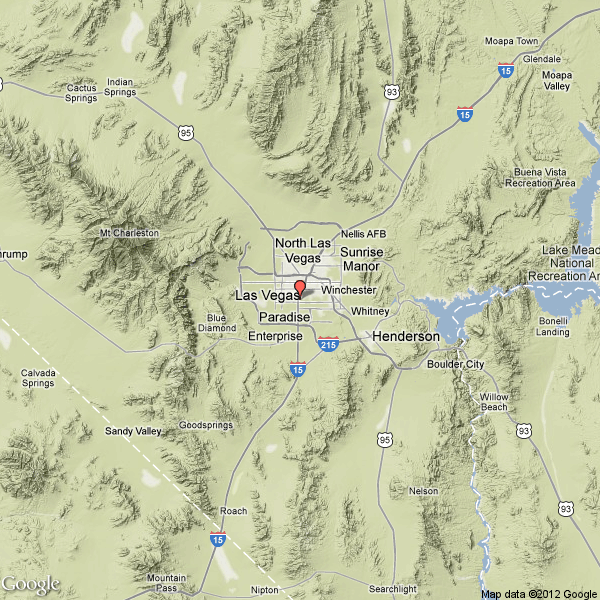 Moapa Town
Glendale
15
Moapa
Valley
Indian
Springs
Cactus
Springs
93
15
95
Buena Vista
Recreation Area
Mt Charleston
Nellis AFB
North Las
Vegas
Sunrise
Manor
hrump
Lake Mead
National
Recreation Are
Las Vegas
Winchester
Whitney
Blue
Diamond
Paradise
Bonelli
Landing
Enterprise
215
Henderson
15
Boulder City
Calvada
Springs
Willow
Beach
Goodsprings
Sandy Valley
93
95
Nelson
Roach
93
15
Mountain
Pass
Nipton
Searchlight
Google
Map data ©2012 Google